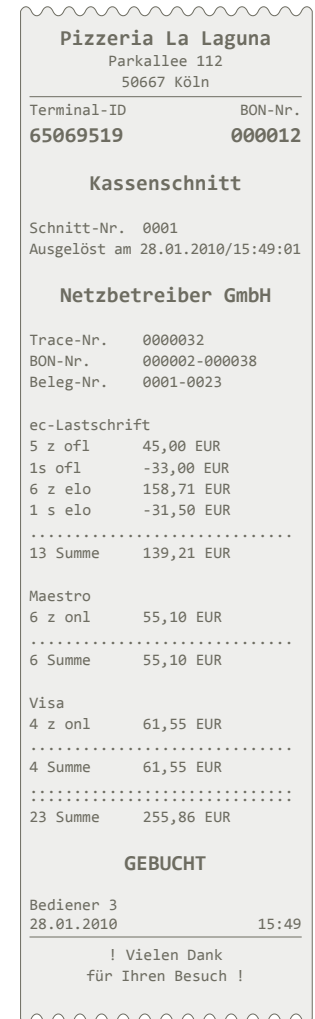 Pizzeria La Laguna
Parkallee 112
50667 Köln
Terminal-ID BON-Nr.
65069519 000012
Kassenschnitt
Schnitt-Nr. 0001
Ausgelöst am 28.01.2010/15:49:01
Netzbetreiber GmbH
Trace-Nr. 0000032
BON-Nr. 000002-000038
Beleg-Nr. 0001-0023
ec-Lastschrift
5 z ofl 45,00 EUR
1s ofl -33,00 EUR
6 z elo 158,71 EUR
1 s elo -31,50 EUR
...............................
13 Summe 139,21 EUR
Maestro
6 z onl 55,10 EUR
...............................
6 Summe 55,10 EUR
Visa
4 z onl 61,55 EUR
...............................
4 Summe 61,55 EUR
:::::::::::::::::::::::::::::::
23 Summe 255,86 EUR
GEBUCHT
Bediener 3
28.01.2010 15:49
! Vielen Dank
für Ihren Besuch !